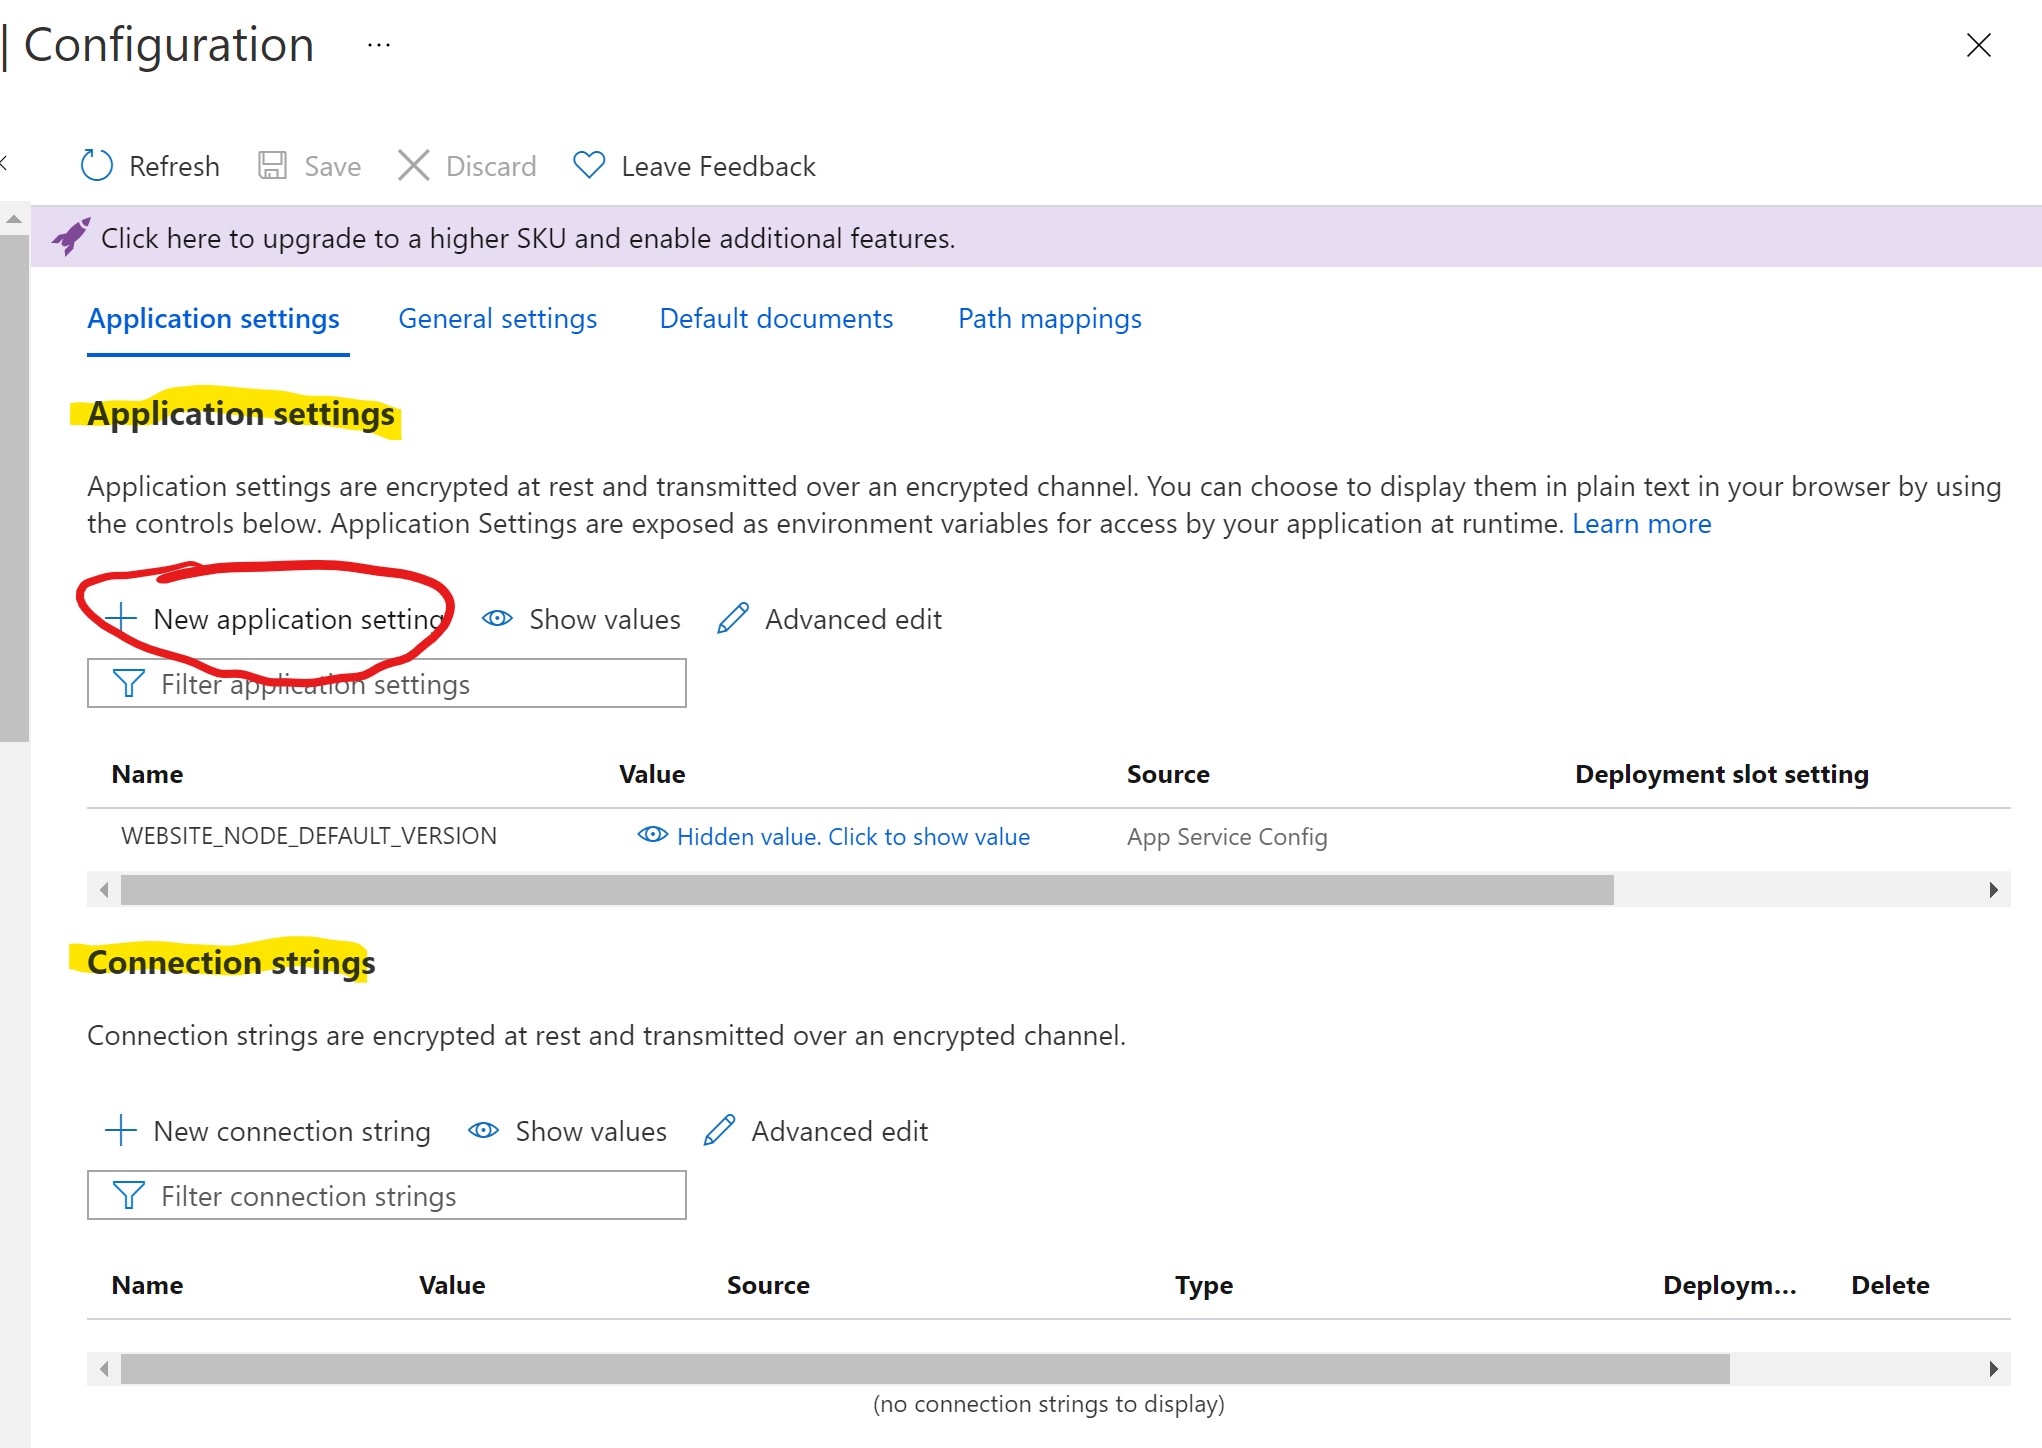 | Configuration ...
Refresh Save Discard Leave Feedback
Click here to upgrade to a higher SKU and enable additional features.
Application settings General settings Default documents Path mappings
Application settings
Application settings are encrypted at rest and transmitted over an encrypted channel. You can choose to display them in plain text in your browser by using
the controls below. Application Settings are exposed as environment variables for access by your application at runtime. Learn more
New application setting Show values Advanced edit
Filter application settings
Name Value Source Deployment slot setting
WEBSITE_NODE_DEFAULT_VERSION Hidden value. Click to show value App Service Config
Connection strings
Connection strings are encrypted at rest and transmitted over an encrypted channel.
New connection string Show values Advanced edit
Filter connection strings
Name Value Source Type Deploym... Delete
(no connection strings to display)